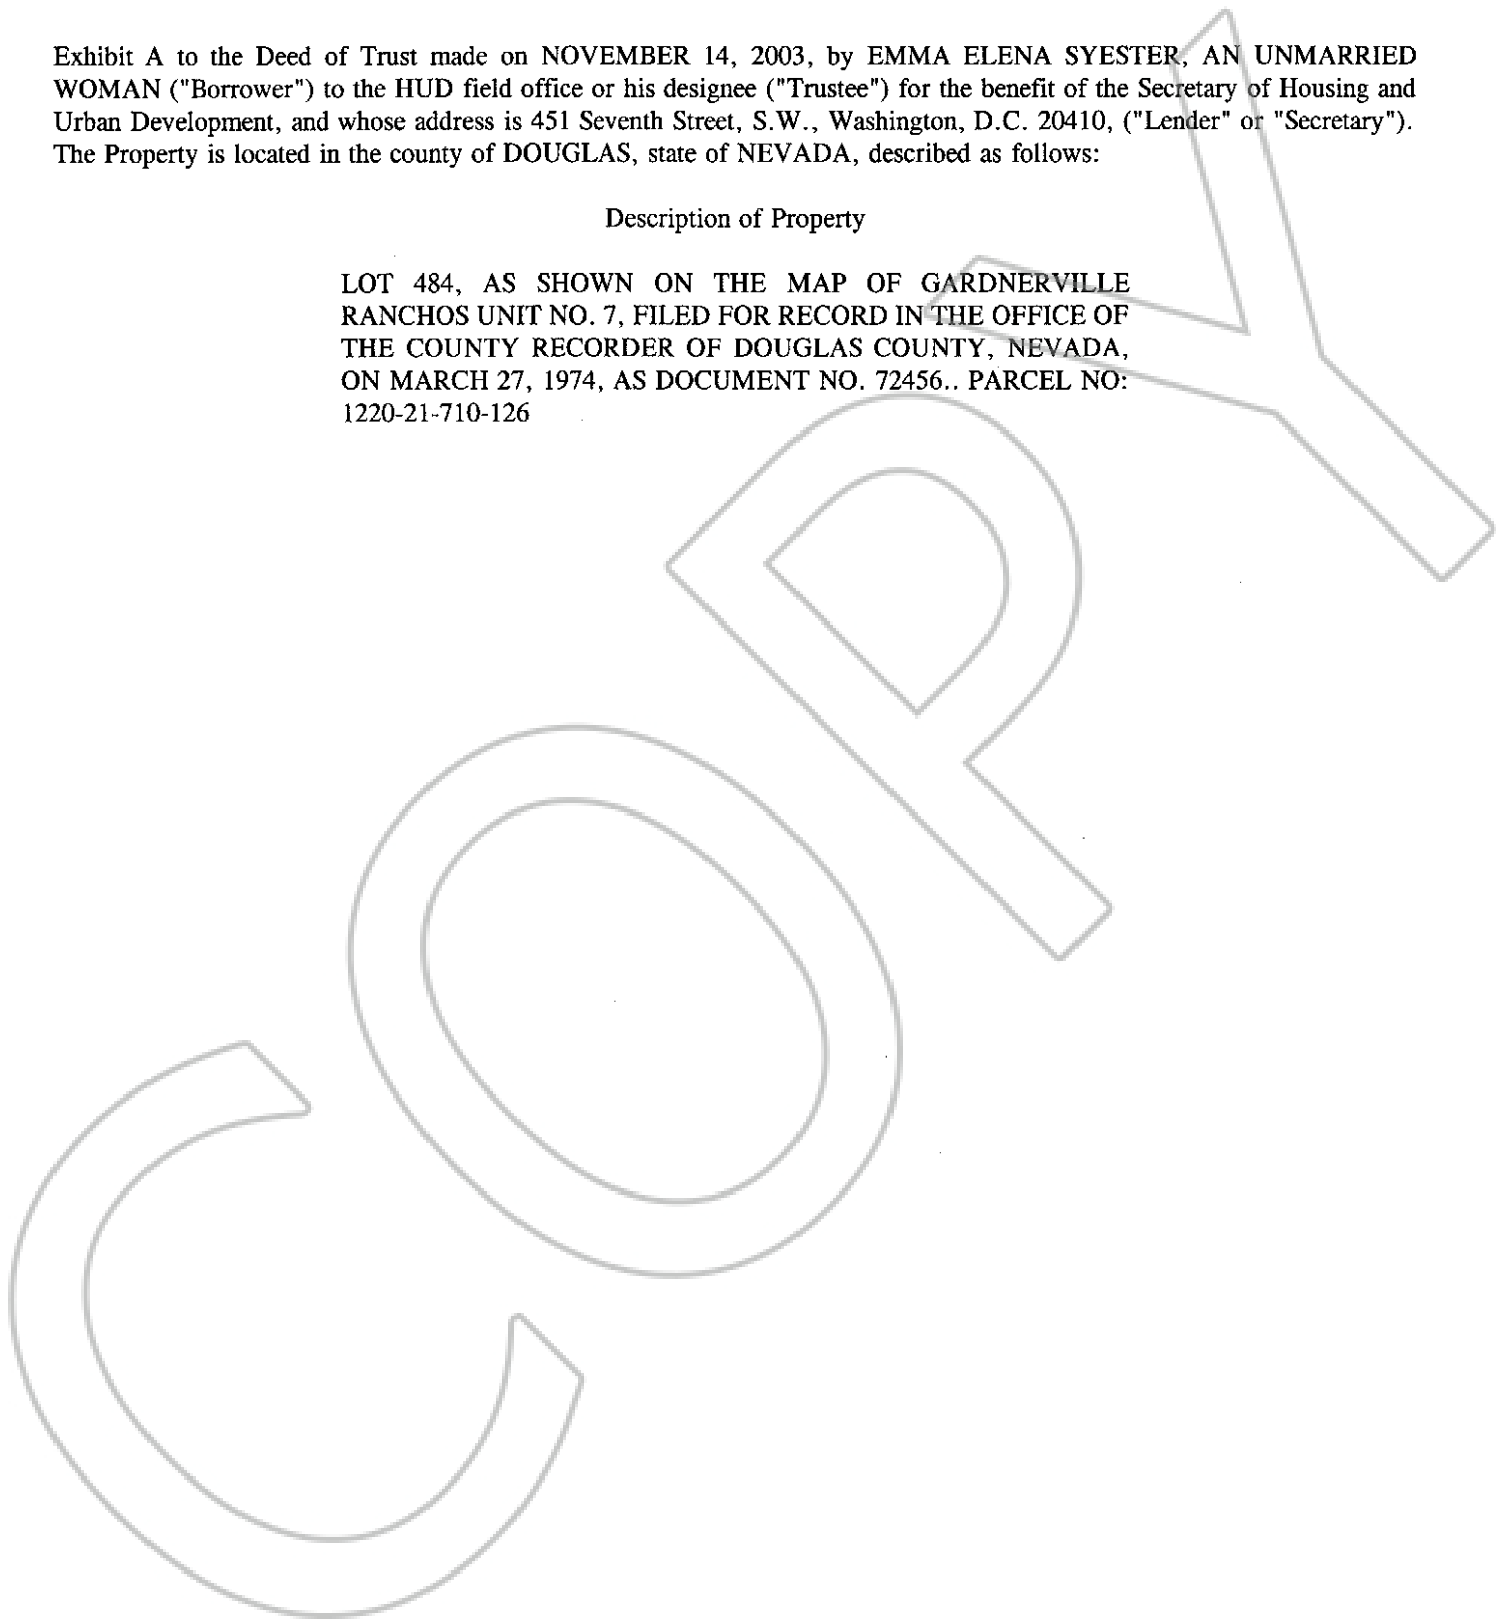 Exhibit A to the Deed of Trust made on NOVEMBER 14, 2003, by EMMA ELENA SYESTER, AN UNMARRIED
WOMAN ("Borrower") to the HUD field office or his designee ("Trustee") for the benefit of the Secretary of Housing and
Urban Development, and whose address is 451 Seventh Street, S.W., Washington, D.C. 20410, ("Lender" or "Secretary").
The Property is located in the county of DOUGLAS, state of NEVADA, described as follows:
Description of Property
LOT 484, AS SHOWN ON THE MAP OF GARDNERVILLE
RANCHOS UNIT NO. 7, FILED FOR RECORD IN THE OFFICE OF
THE COUNTY RECORDER OF DOUGLAS COUNTY, NEVADA,
ON MARCH 27, 1974, AS DOCUMENT NO. 72456.. PARCEL NO:
1220-21-710-126
COPY